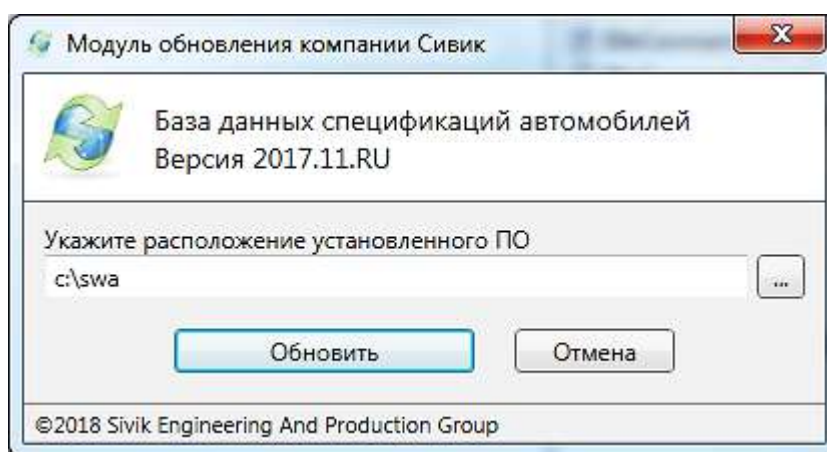 Модуль обновления компании Сивик
База данных спецификаций автомобилей
Версия 2017.11.RU
Укажите расположение установленного ПО
c:\swa
...
Обновить
Отмена
©2018 Sivik Engineering And Production Group